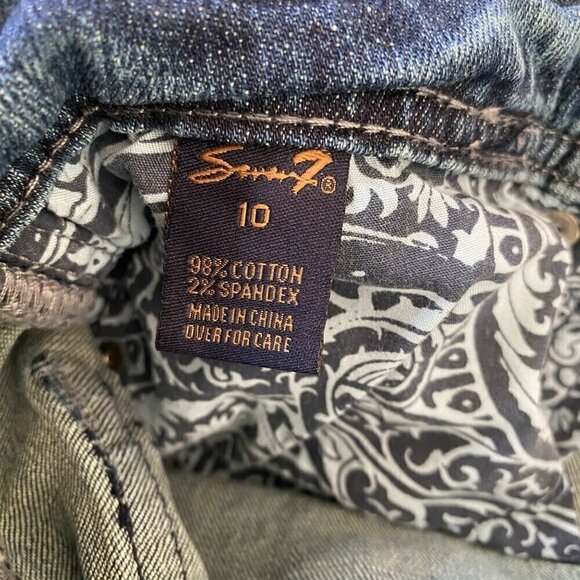 Seven7®
10
98% COTTON
2% SPANDEX
MADE IN CHINA
OVER FOR CARE